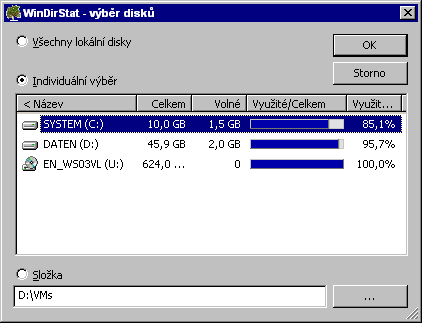 WinDirStat - výběr disků
Všechny lokální disky
OK
Storno
Individuální výběr
< Název Celkem Volné Využité/Celkem Využit...
SYSTEM (C:) 10,0 GB 1,5 GB 85,1%
DATEN (D:) 45,9 GB 2,0 GB 95,7%
EN_WS03VL (U:) 624,0 ... 0 100,0%
Složka
D:\VMs ...